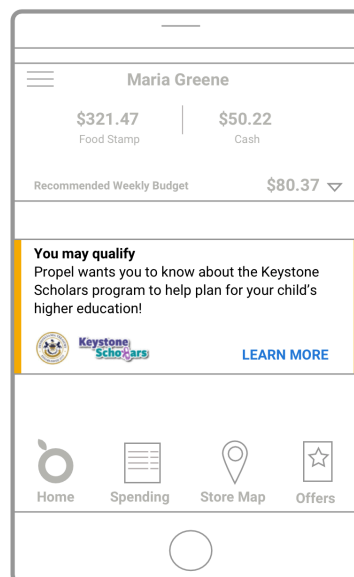 Maria Greene
$321.47
Food Stamp
$50.22
Cash
Recommended Weekly Budget
$80.37
You may qualify
Propel wants you to know about the Keystone
Scholars program to help plan for your child's
higher education!
Keystone
Scholars
LEARN MORE
Home
Spending
Store Map
Offers